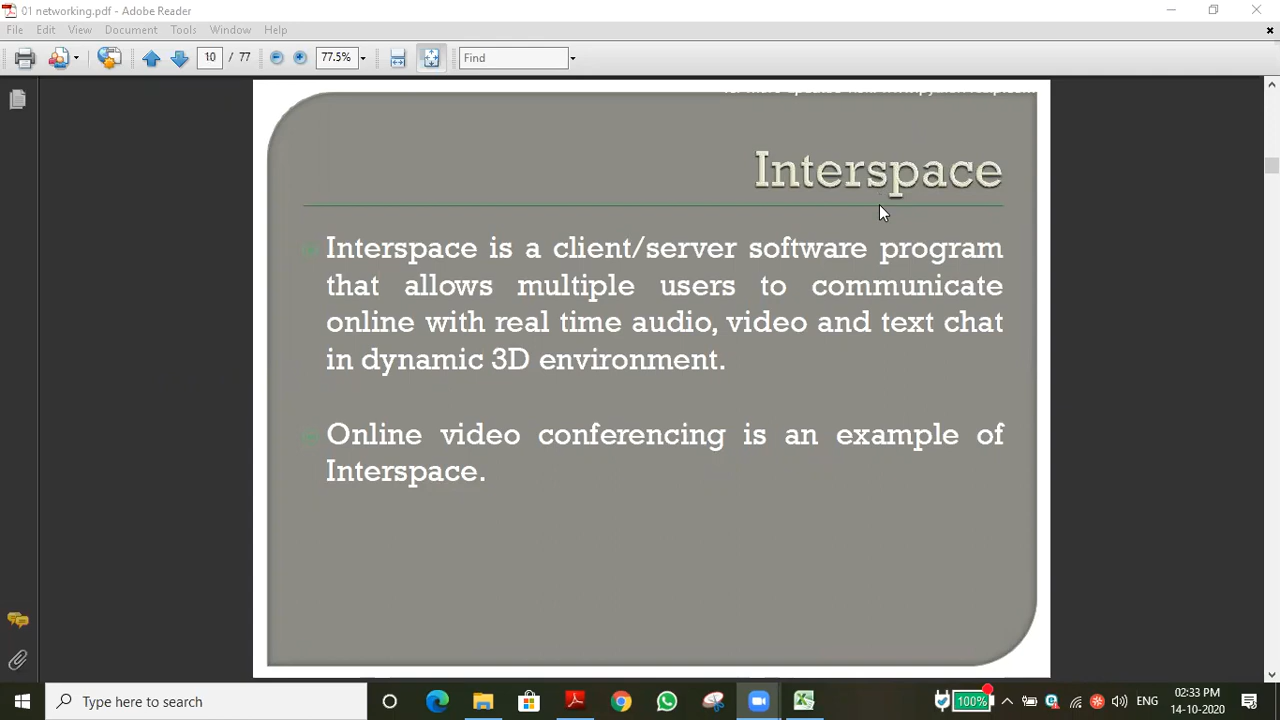 01 networking.pdf - Adobe Reader
File Edit View Document Tools Window Help
10 / 77 77.5% Find
Interspace
Interspace is a client/server software program
that allows multiple users to communicate
online with real time audio, video and text chat
in dynamic 3D environment.
Online video conferencing is an example of
Interspace.
Type here to search
100% ENG 02:33 PM
14-10-2020